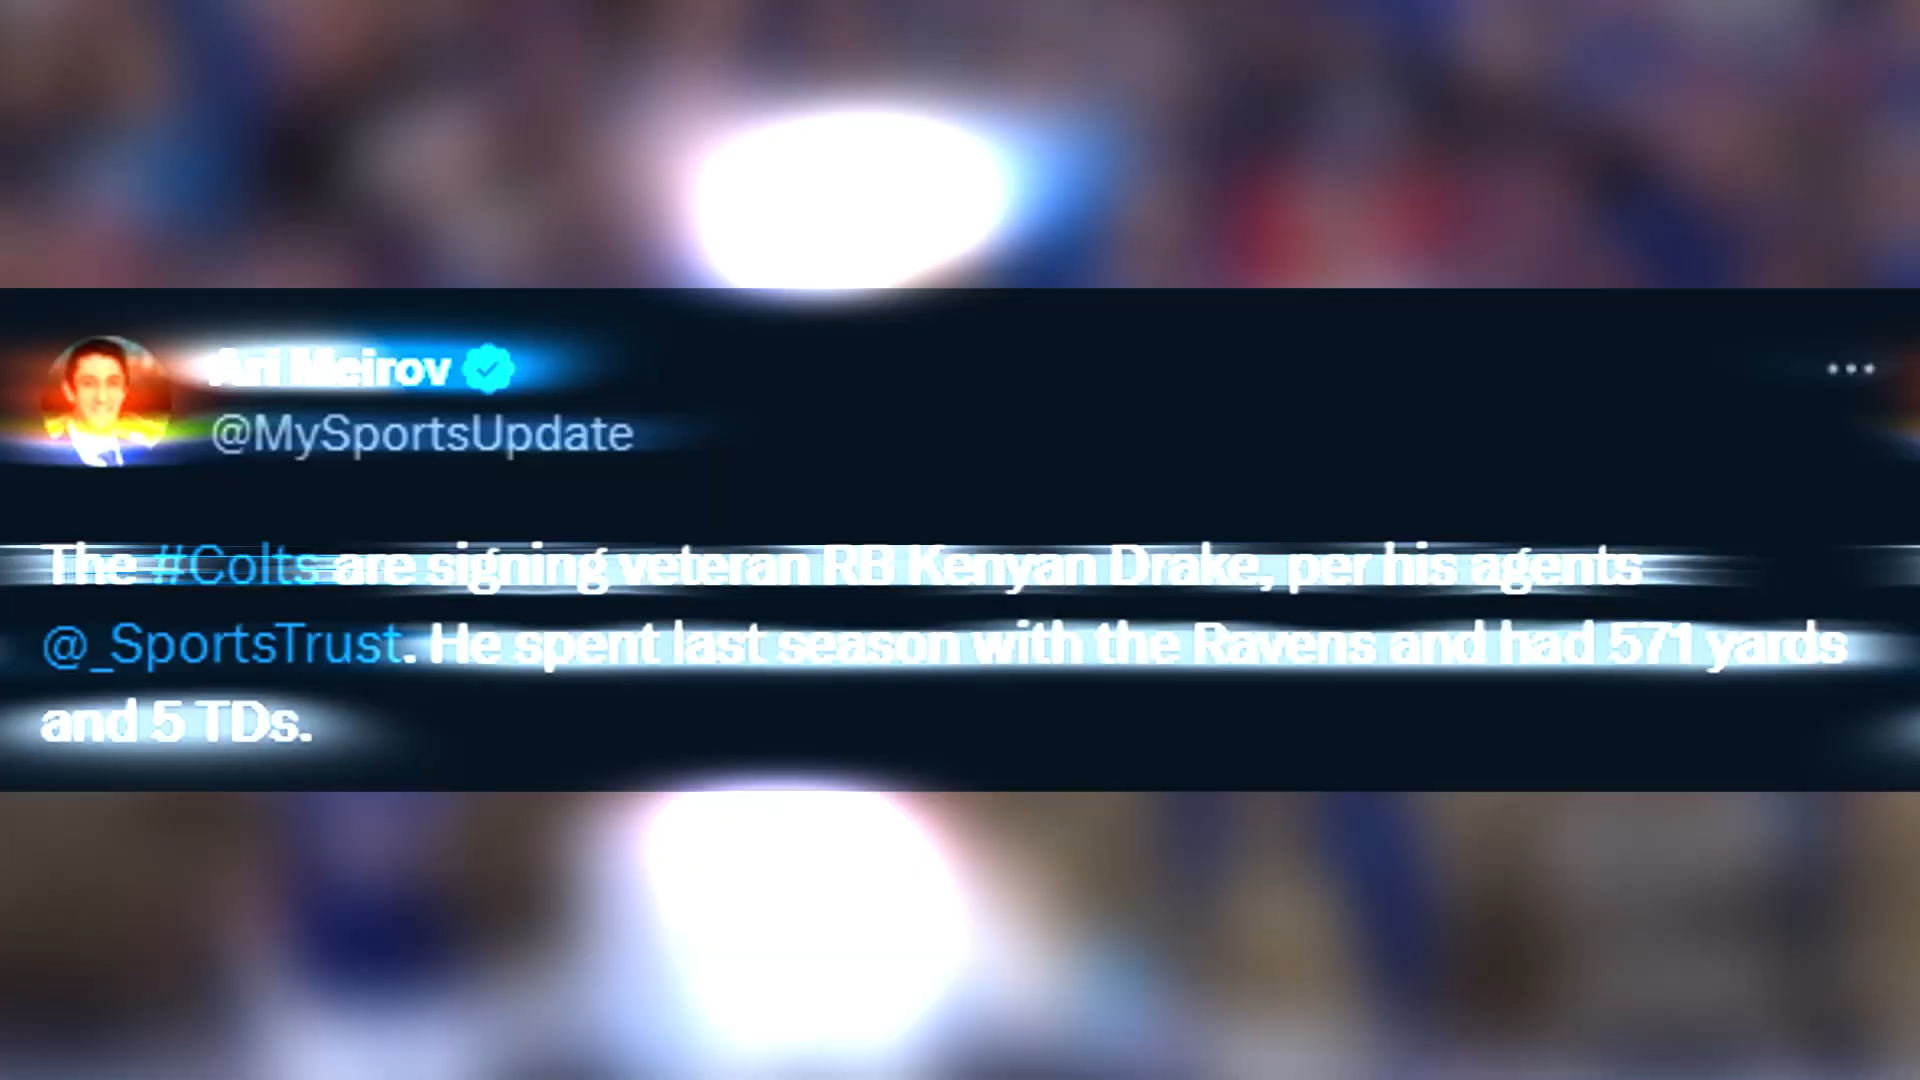 Ari Meirov
@MySportsUpdate
The #Colts are signing veteran RB Kenyan Drake, per his agents
@_SportsTrust. He spent last season with the Ravens and had 571 yards
and 5 TDs.